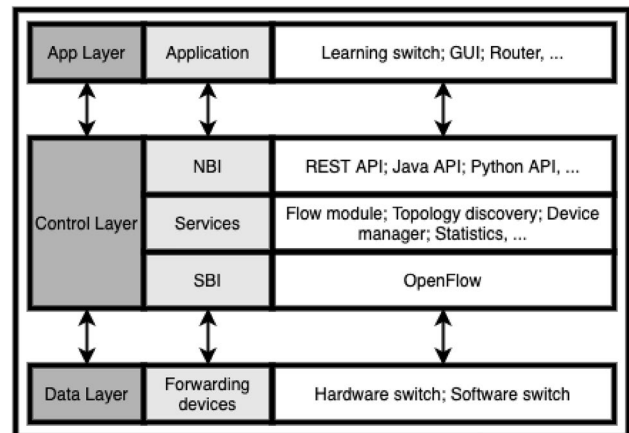 App Layer
Application
Learning switch; GUI; Router, ...
Control Layer
NBI
REST API; Java API; Python API, ...
Services
Flow module; Topology discovery; Device
manager; Statistics, ...
SBI
OpenFlow
Data Layer
Forwarding
devices
Hardware switch; Software switch